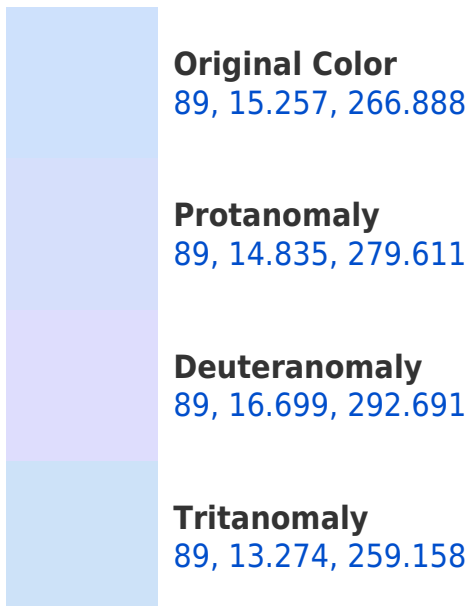 Original Color
89, 15.257, 266.888
Protanomaly
89, 14.835, 279.611
Deuteranomaly
89, 16.699, 292.691
Tritanomaly
89, 13.274, 259.158